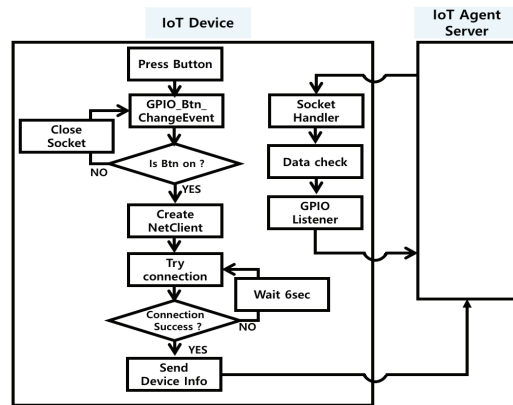 IoT Device
IoT Agent
Server
Press Button
GPIO_Btn_
ChangeEvent
Close
Socket
Is Btn on ?
NO
YES
Create
NetClient
Try
connection
Wait 6sec
Connection
Success ?
NO
YES
Send
Device Info
Socket
Handler
Data check
GPIO
Listener